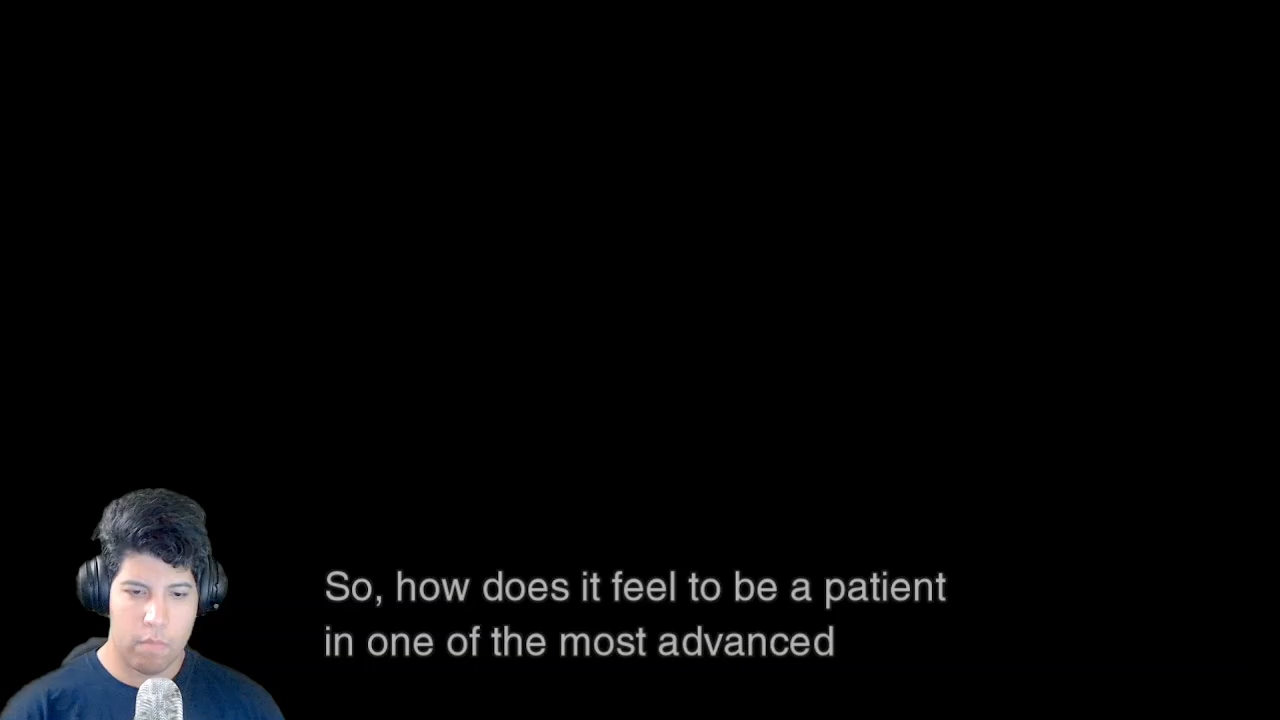 So, how does it feel to be a patient
in one of the most advanced